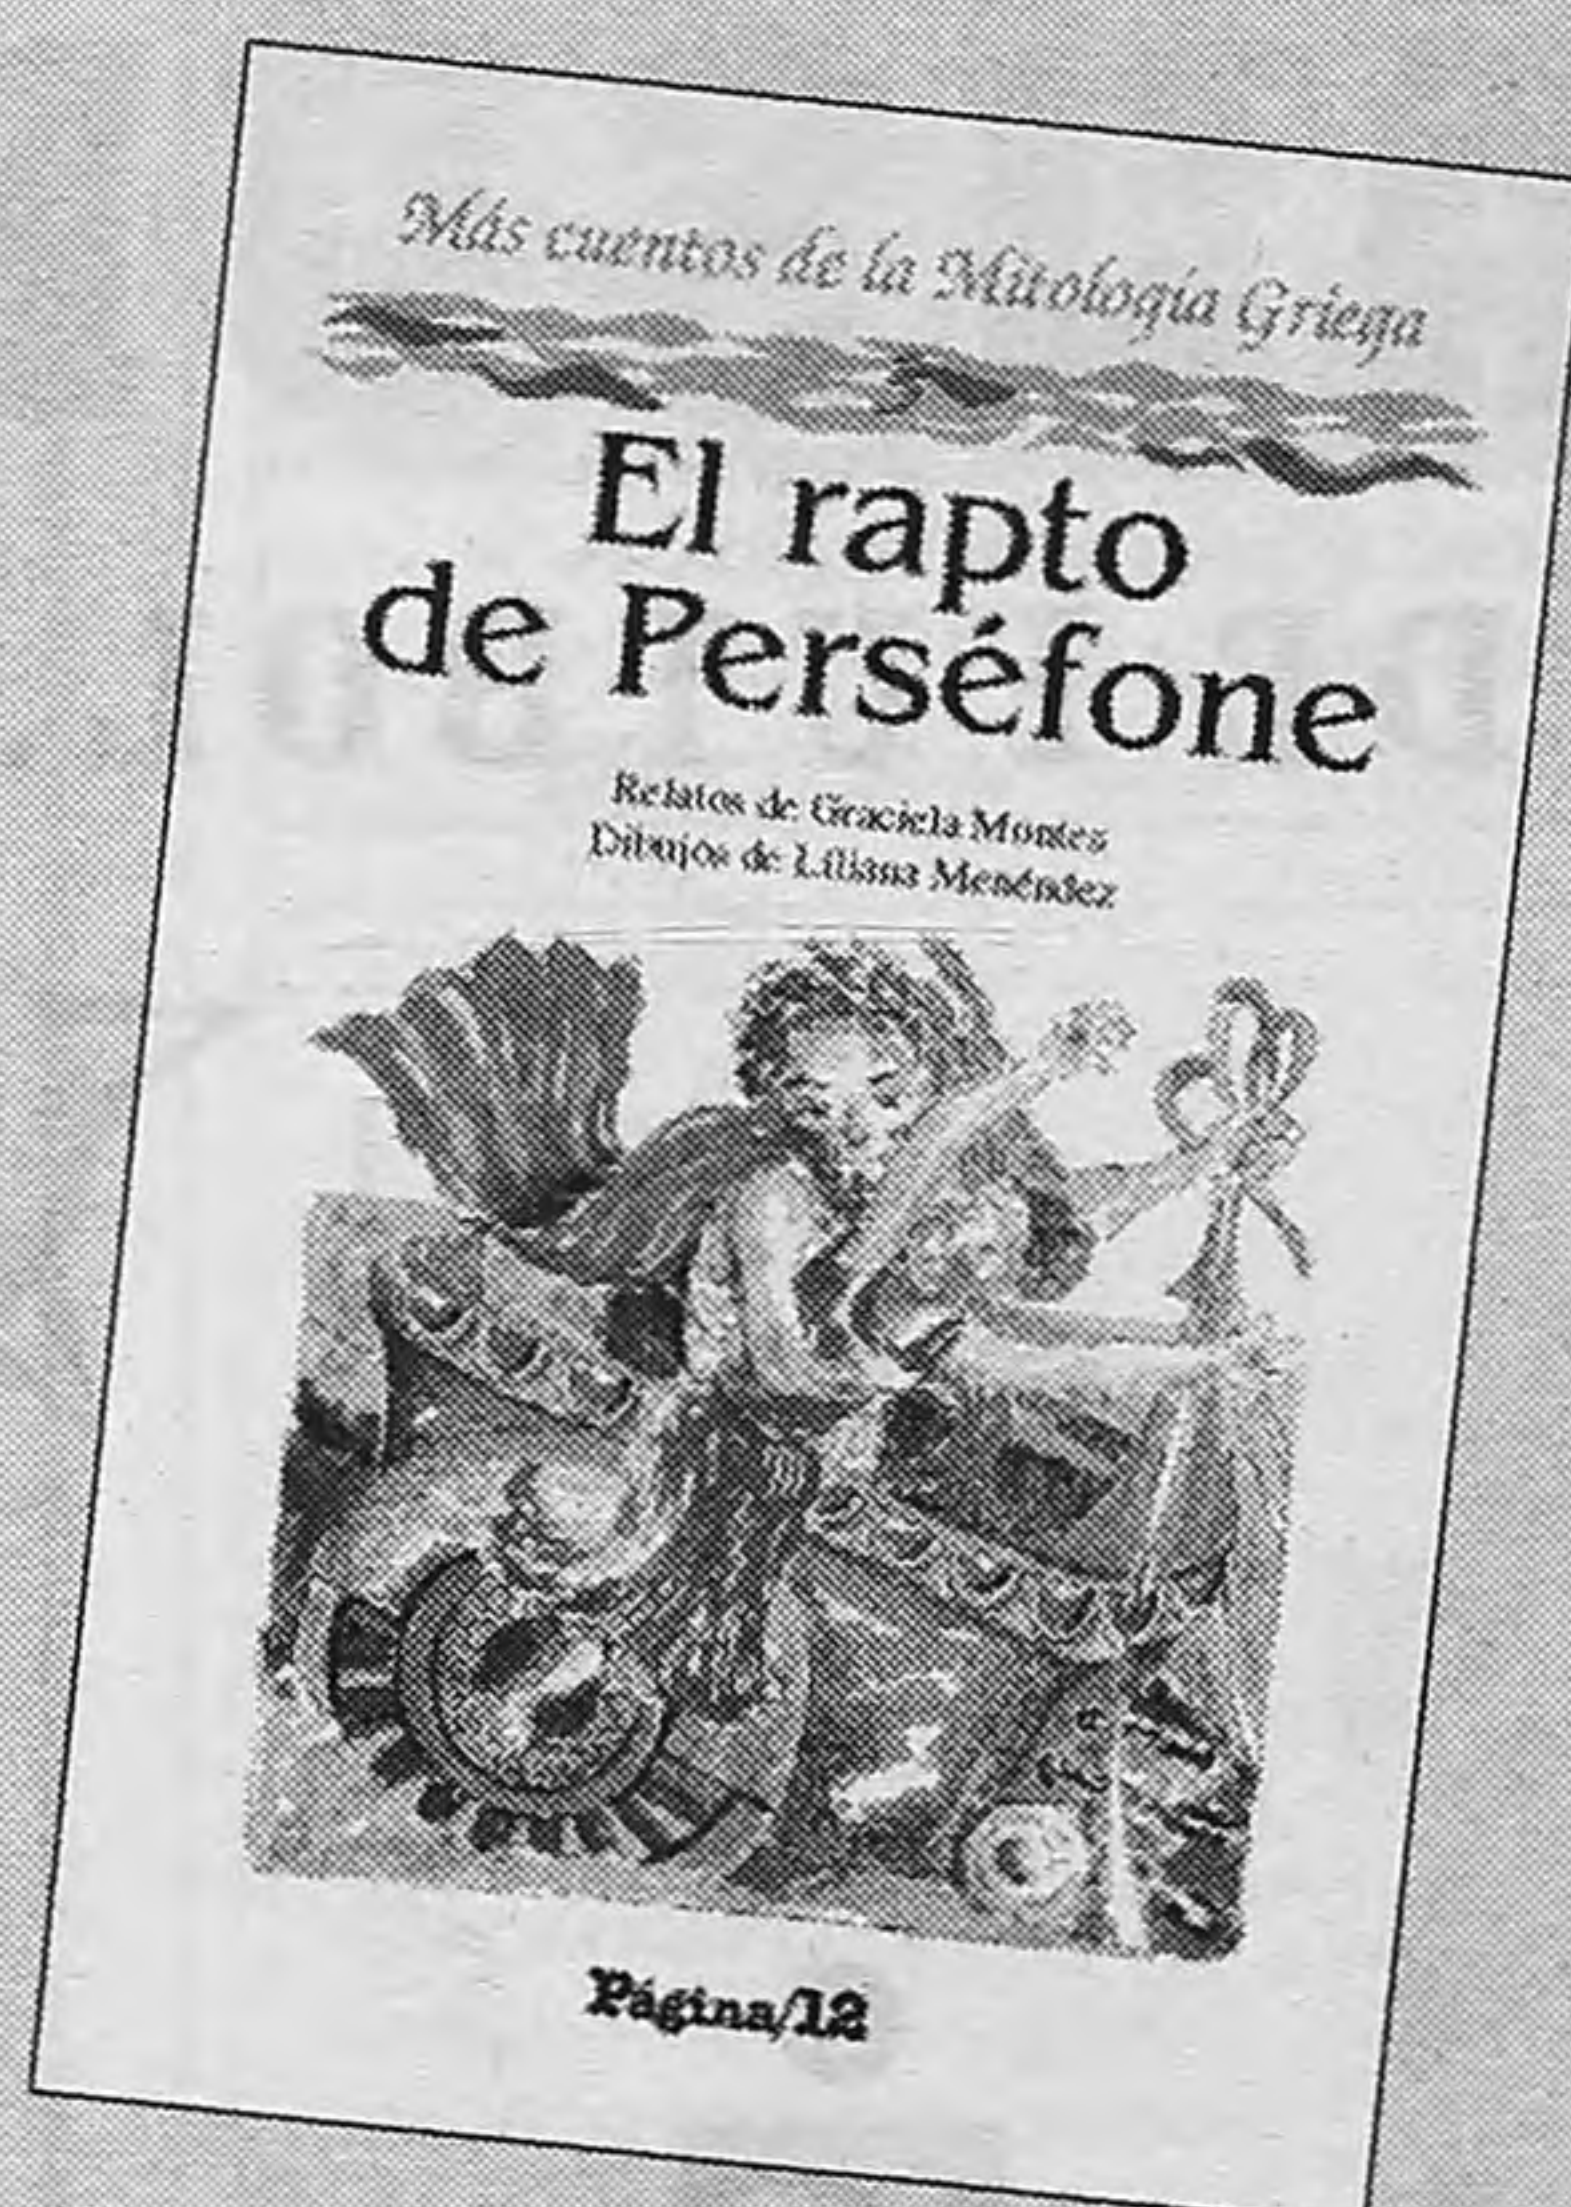 Más cuentos de la Mitología Griega
El rapto
de Perséfone
Relatos de Graciela Montes
Dibujos de Liliana Menéndez
Página/12